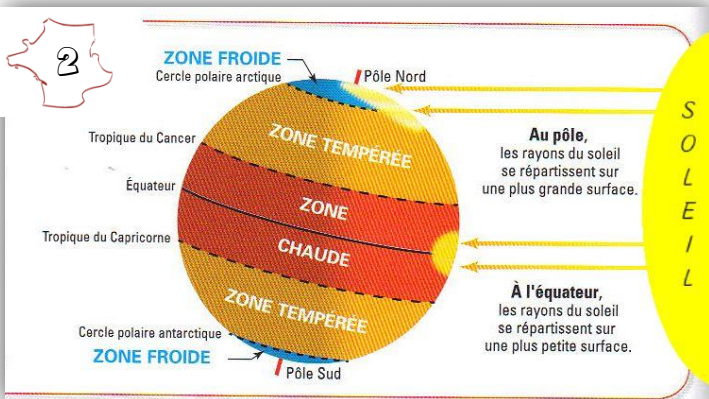 2
ZONE FROIDE
Cercle polaire arctique
Pôle Nord
Tropique du Cancer
ZONE TEMPÉRÉE
Au pôle,
les rayons du soleil
se répartissent sur
une plus grande surface.
SOLEIL
Équateur
ZONE
CHAUDE
Tropique du Capricorne
À l'équateur,
les rayons du soleil
se répartissent sur
une plus petite surface.
ZONE TEMPÉRÉE
Cercle polaire antarctique
ZONE FROIDE
Pôle Sud